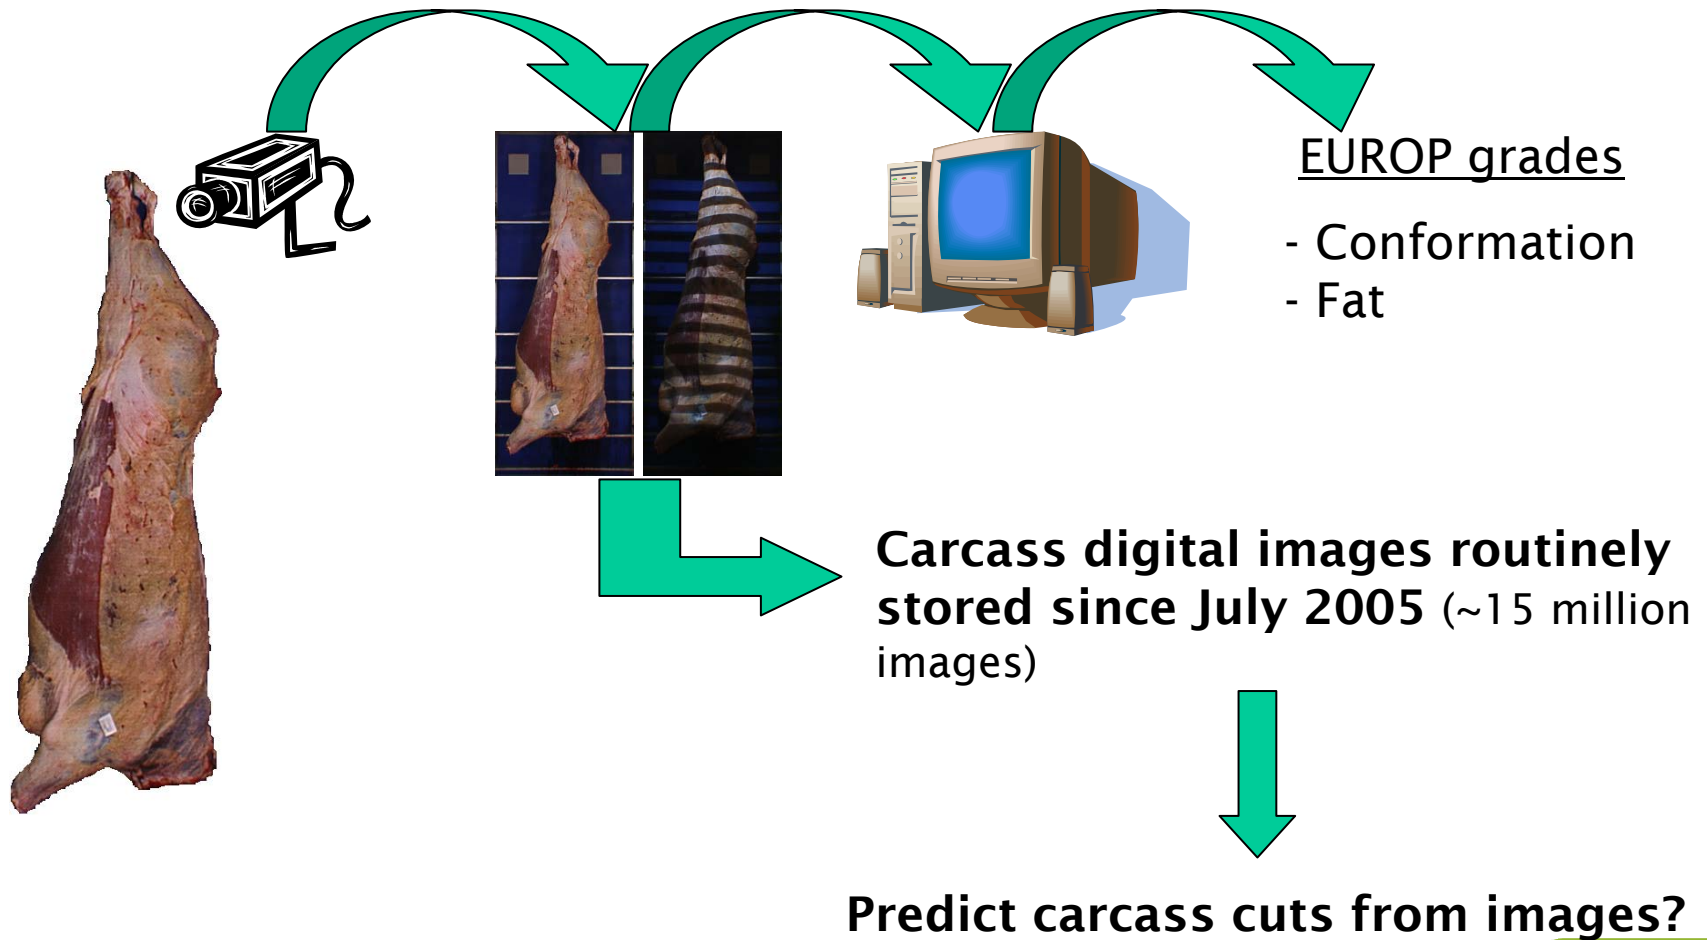 EUROP grades
- Conformation
- Fat
Carcass digital images routinely
stored since July 2005 (~15 million
images)
Predict carcass cuts from images?